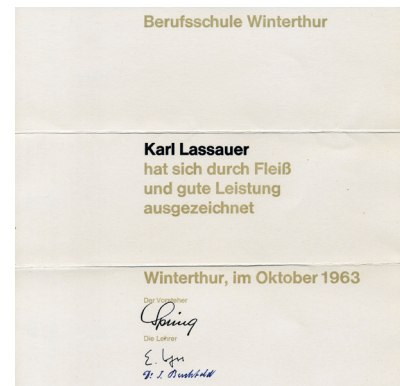 Berufsschule Winterthur
Karl Lassauer
hat sich durch Fleiß
und gute Leistung
ausgezeichnet
Winterthur, im Oktober 1963
Der Vorsteher
Die Lehrer